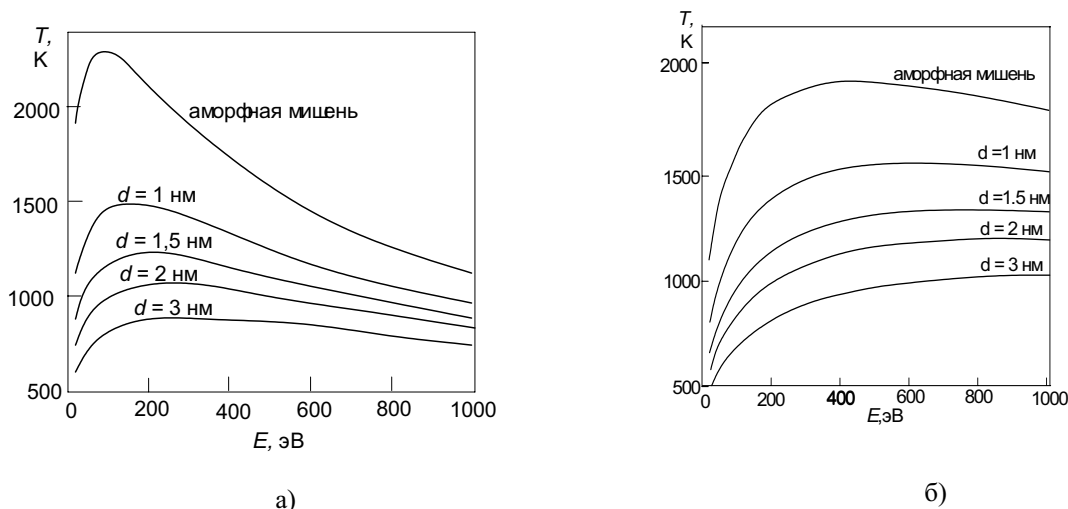 T,
K
2000
1500
1000
500
аморфная мишень
d = 1 нм
d = 1,5 нм
d = 2 нм
d = 3 нм
0 200 400 600 800 1000
E, эВ
а)
T,
K
2000
1500
1000
500
аморфная мишень
d =1 нм
d =1.5 нм
d = 2 нм
d = 3 нм
0 200 400 600 800 1000
E,эВ
б)